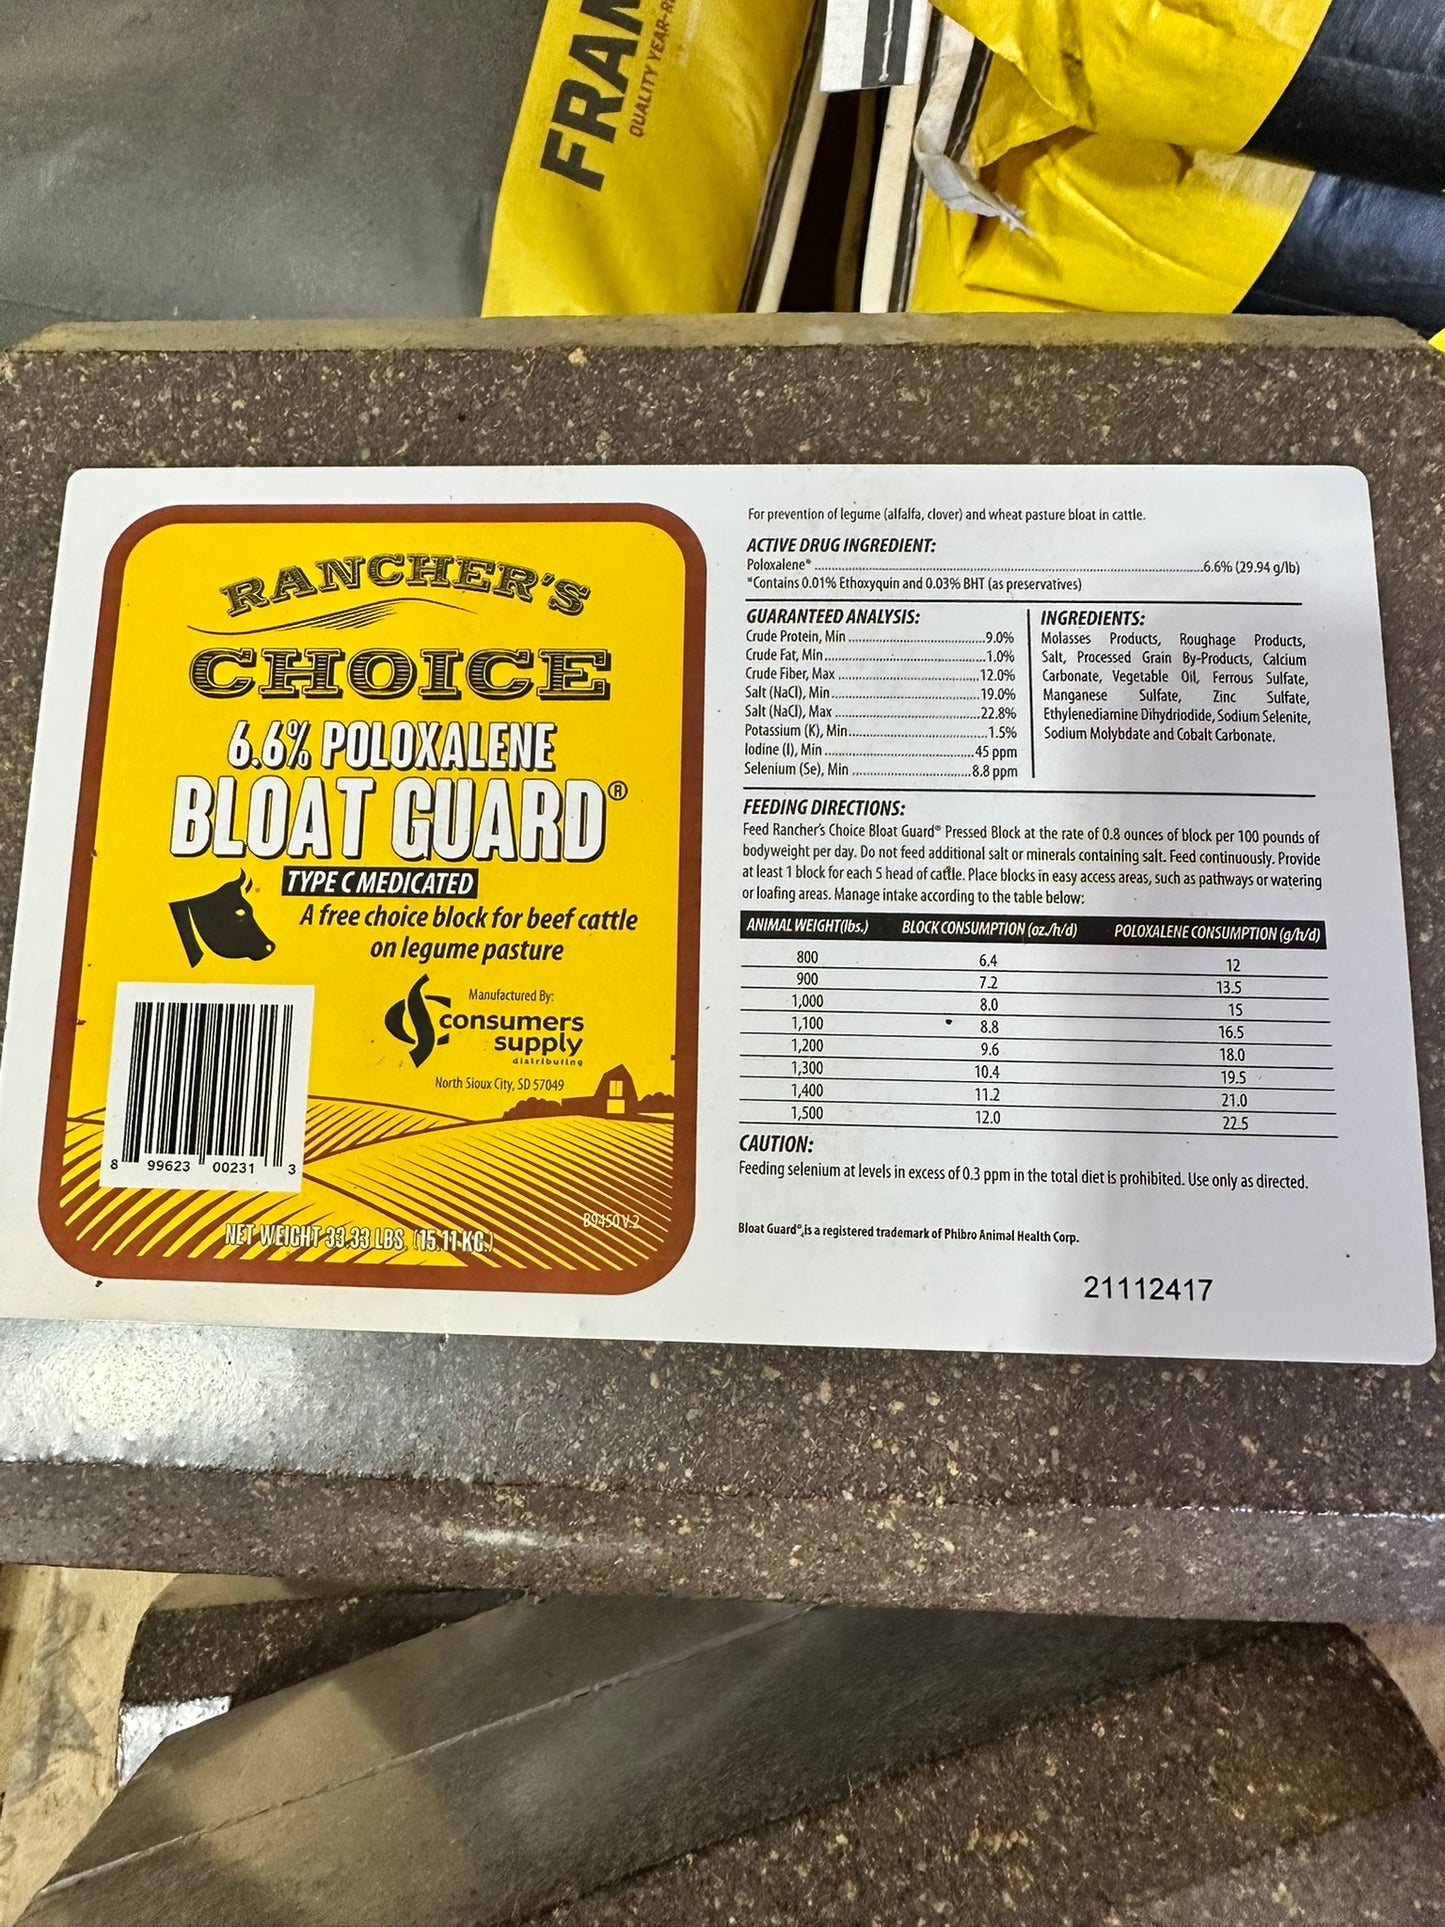 FRAN
QUALITY YEAR-R
RANCHER'S
CHOICE
6.6% POLOXALENE
BLOAT GUARD®
TYPE C MEDICATED
A free choice block for beef cattle
on legume pasture
Manufactured By:
consumers
supply
distributing
North Sioux City, SD 57049
8 99623 00231 3
B9450 V.2
NET WEIGHT 33.33 LBS. (15.11 KG.)
For prevention of legume (alfalfa, clover) and wheat pasture bloat in cattle.
ACTIVE DRUG INGREDIENT:
Poloxalene* ........ 6.6% (29.94 g/lb)
*Contains 0.01% Ethoxyquin and 0.03% BHT (as preservatives)
GUARANTEED ANALYSIS:
Crude Protein, Min ........ 9.0%
Crude Fat, Min ........ 1.0%
Crude Fiber, Max ........ 12.0%
Salt (NaCl), Min ........ 19.0%
Salt (NaCl), Max ........ 22.8%
Potassium (K), Min ........ 1.5%
Iodine (I), Min ........ 45 ppm
Selenium (Se), Min ........ 8.8 ppm
INGREDIENTS:
Molasses Products, Roughage Products,
Salt, Processed Grain By-Products, Calcium
Carbonate, Vegetable Oil, Ferrous Sulfate,
Manganese Sulfate, Zinc Sulfate,
Ethylenediamine Dihydriodide, Sodium Selenite,
Sodium Molybdate and Cobalt Carbonate.
FEEDING DIRECTIONS:
Feed Rancher's Choice Bloat Guard® Pressed Block at the rate of 0.8 ounces of block per 100 pounds of
bodyweight per day. Do not feed additional salt or minerals containing salt. Feed continuously. Provide
at least 1 block for each 5 head of cattle. Place blocks in easy access areas, such as pathways or watering
or loafing areas. Manage intake according to the table below:
ANIMAL WEIGHT (lbs.) BLOCK CONSUMPTION (oz./h/d) POLOXALENE CONSUMPTION (g/h/d)
800 6.4 12
900 7.2 13.5
1,000 8.0 15
1,100 8.8 16.5
1,200 9.6 18.0
1,300 10.4 19.5
1,400 11.2 21.0
1,500 12.0 22.5
CAUTION:
Feeding selenium at levels in excess of 0.3 ppm in the total diet is prohibited. Use only as directed.
Bloat Guard® is a registered trademark of Phibro Animal Health Corp.
21112417